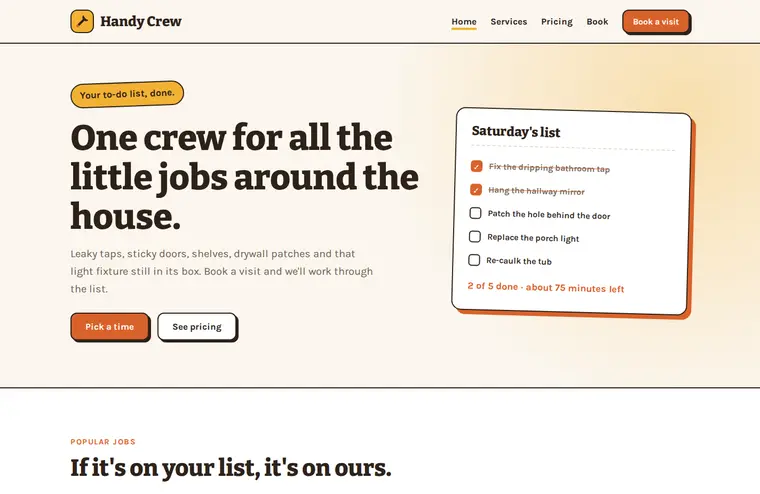 Handy Crew
Home Services Pricing Book Book a visit
Your to-do list, done.
One crew for all the
little jobs around the
house.
Leaky taps, sticky doors, shelves, drywall patches and that
light fixture still in its box. Book a visit and we'll work through
the list.
Pick a time See pricing
Saturday's list
Fix the dripping bathroom tap
Hang the hallway mirror
Patch the hole behind the door
Replace the porch light
Re-caulk the tub
2 of 5 done · about 75 minutes left
POPULAR JOBS
If it's on your list, it's on ours.